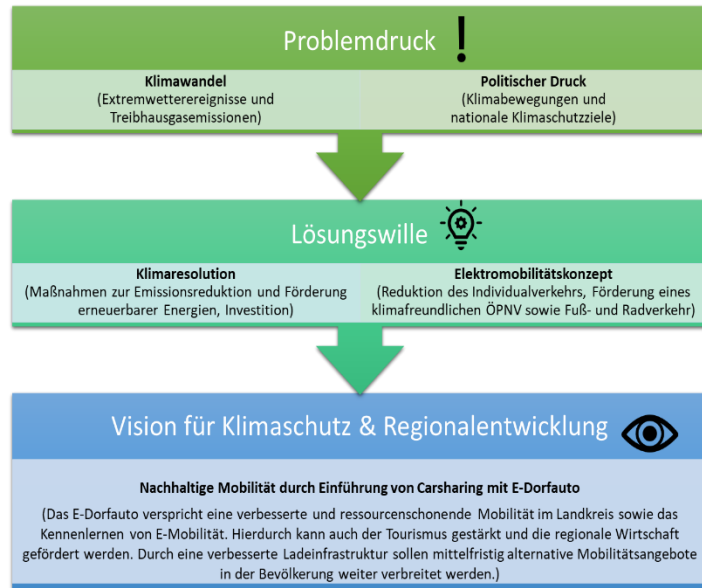 Problemdruck !
Klimawandel
(Extremwetterereignisse und
Treibhausgasemissionen)
Politischer Druck
(Klimabewegungen und
nationale Klimaschutzziele)
Lösungswille
Klimaresolution
(Maßnahmen zur Emissionsreduktion und Förderung
erneuerbarer Energien, Investition)
Elektromobilitätskonzept
(Reduktion des Individualverkehrs, Förderung eines
klimafreundlichen ÖPNV sowie Fuß- und Radverkehr)
Vision für Klimaschutz & Regionalentwicklung
Nachhaltige Mobilität durch Einführung von Carsharing mit E-Dorfauto
(Das E-Dorfauto verspricht eine verbesserte und ressourcenschonende Mobilität im Landkreis sowie das
Kennenlernen von E-Mobilität. Hierdurch kann auch der Tourismus gestärkt und die regionale Wirtschaft
gefördert werden. Durch eine verbesserte Ladeinfrastruktur sollen mittelfristig alternative Mobilitätsangebote
in der Bevölkerung weiter verbreitet werden.)